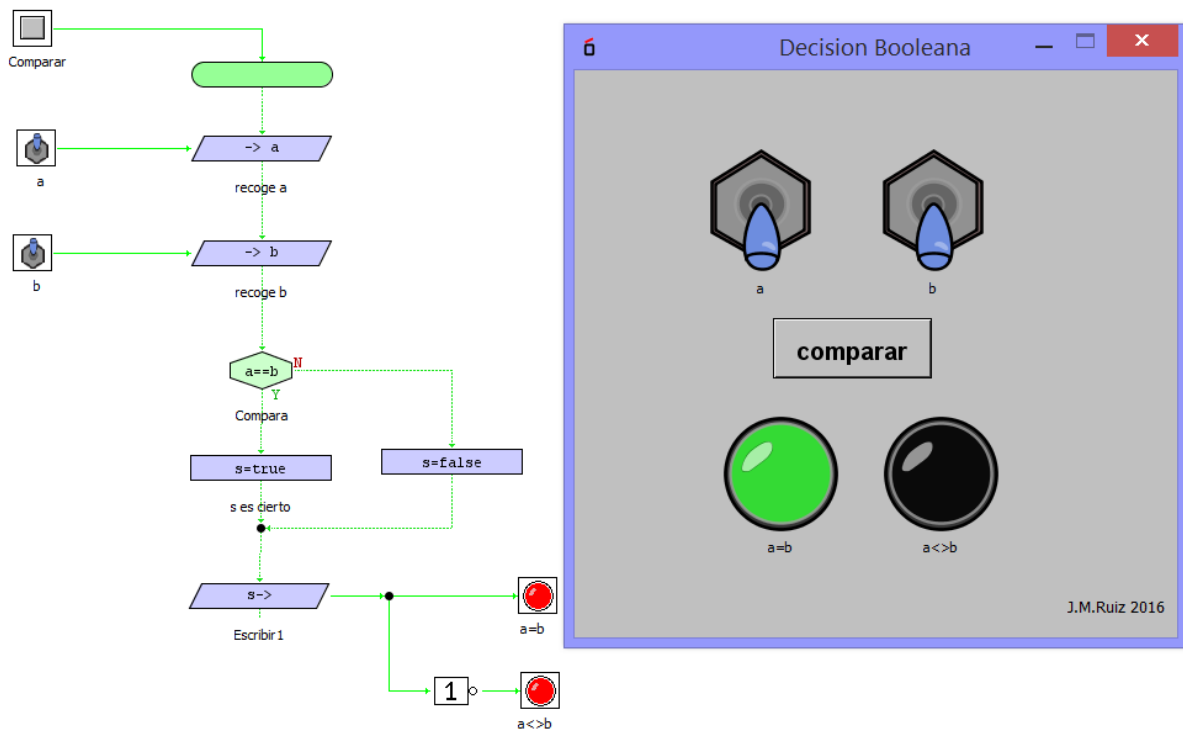 Comparar
-> a
a
recoge a
-> b
b
recoge b
a==b
N
Y
Compara
s=true
s=false
s es cierto
s->
Escribir1
a=b
1
a<>b
Decision Booleana
a
b
comparar
a=b
a<>b
J.M.Ruiz 2016